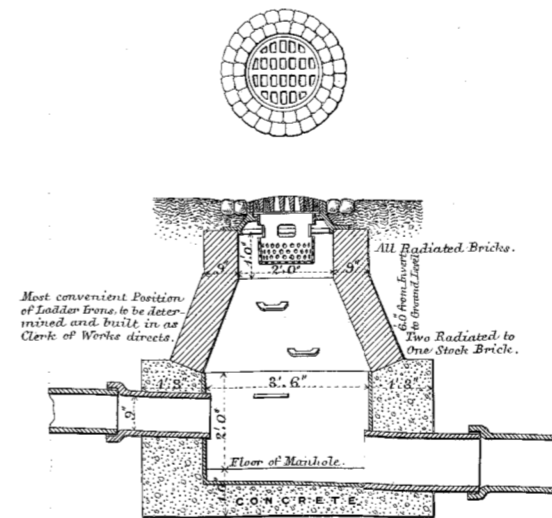 All Radiated Bricks.
1'.0"
9"
2'.0"
9"
6.0 from Invert
to Ground Level
Most convenient Position
of Ladder Irons, to be deter-
mined and built in as
Clerk of Works directs.
Two Radiated to
One Stock Brick.
1'.3"
3'.6"
1'.3"
9"
2'.0"
Floor of Manhole.
CONCRETE